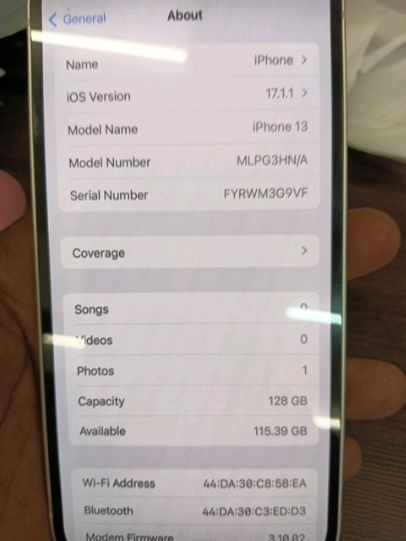 General
About
Name iPhone >
iOS Version 17.1.1 >
Model Name iPhone 13
Model Number MLPG3HN/A
Serial Number FYRWM3G9VF
Coverage >
Songs 0
Videos 0
Photos 1
Capacity 128 GB
Available 115.39 GB
Wi-Fi Address 44:DA:30:C8:58:EA
Bluetooth 44:DA:30:C3:ED:D3
Modem Firmware 3.10.02